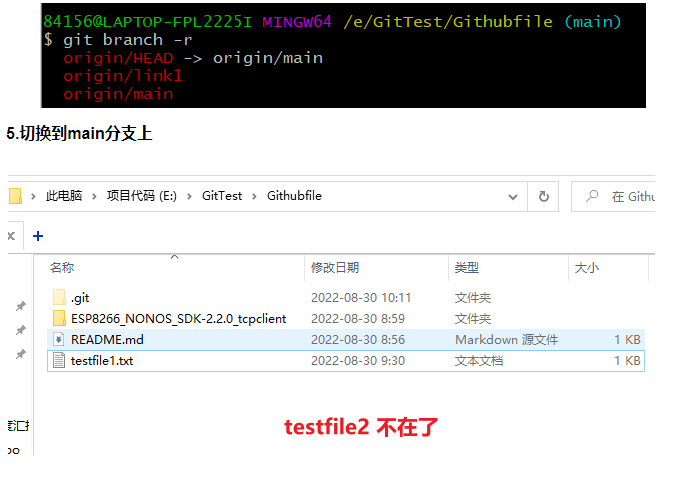 84156@LAPTOP-FPL2225I MINGW64 /e/GitTest/Githubfile (main)
$ git branch -r
origin/HEAD -> origin/main
origin/link1
origin/main
5.切换到main分支上
此电脑 > 项目代码 (E:) > GitTest > Githubfile
在 Githu
名称 修改日期 类型 大小
.git 2022-08-30 10:11 文件夹
ESP8266_NONOS_SDK-2.2.0_tcpclient 2022-08-30 8:59 文件夹
README.md 2022-08-30 8:56 Markdown 源文件 1 KB
testfile1.txt 2022-08-30 9:30 文本文档 1 KB
testfile2 不在了